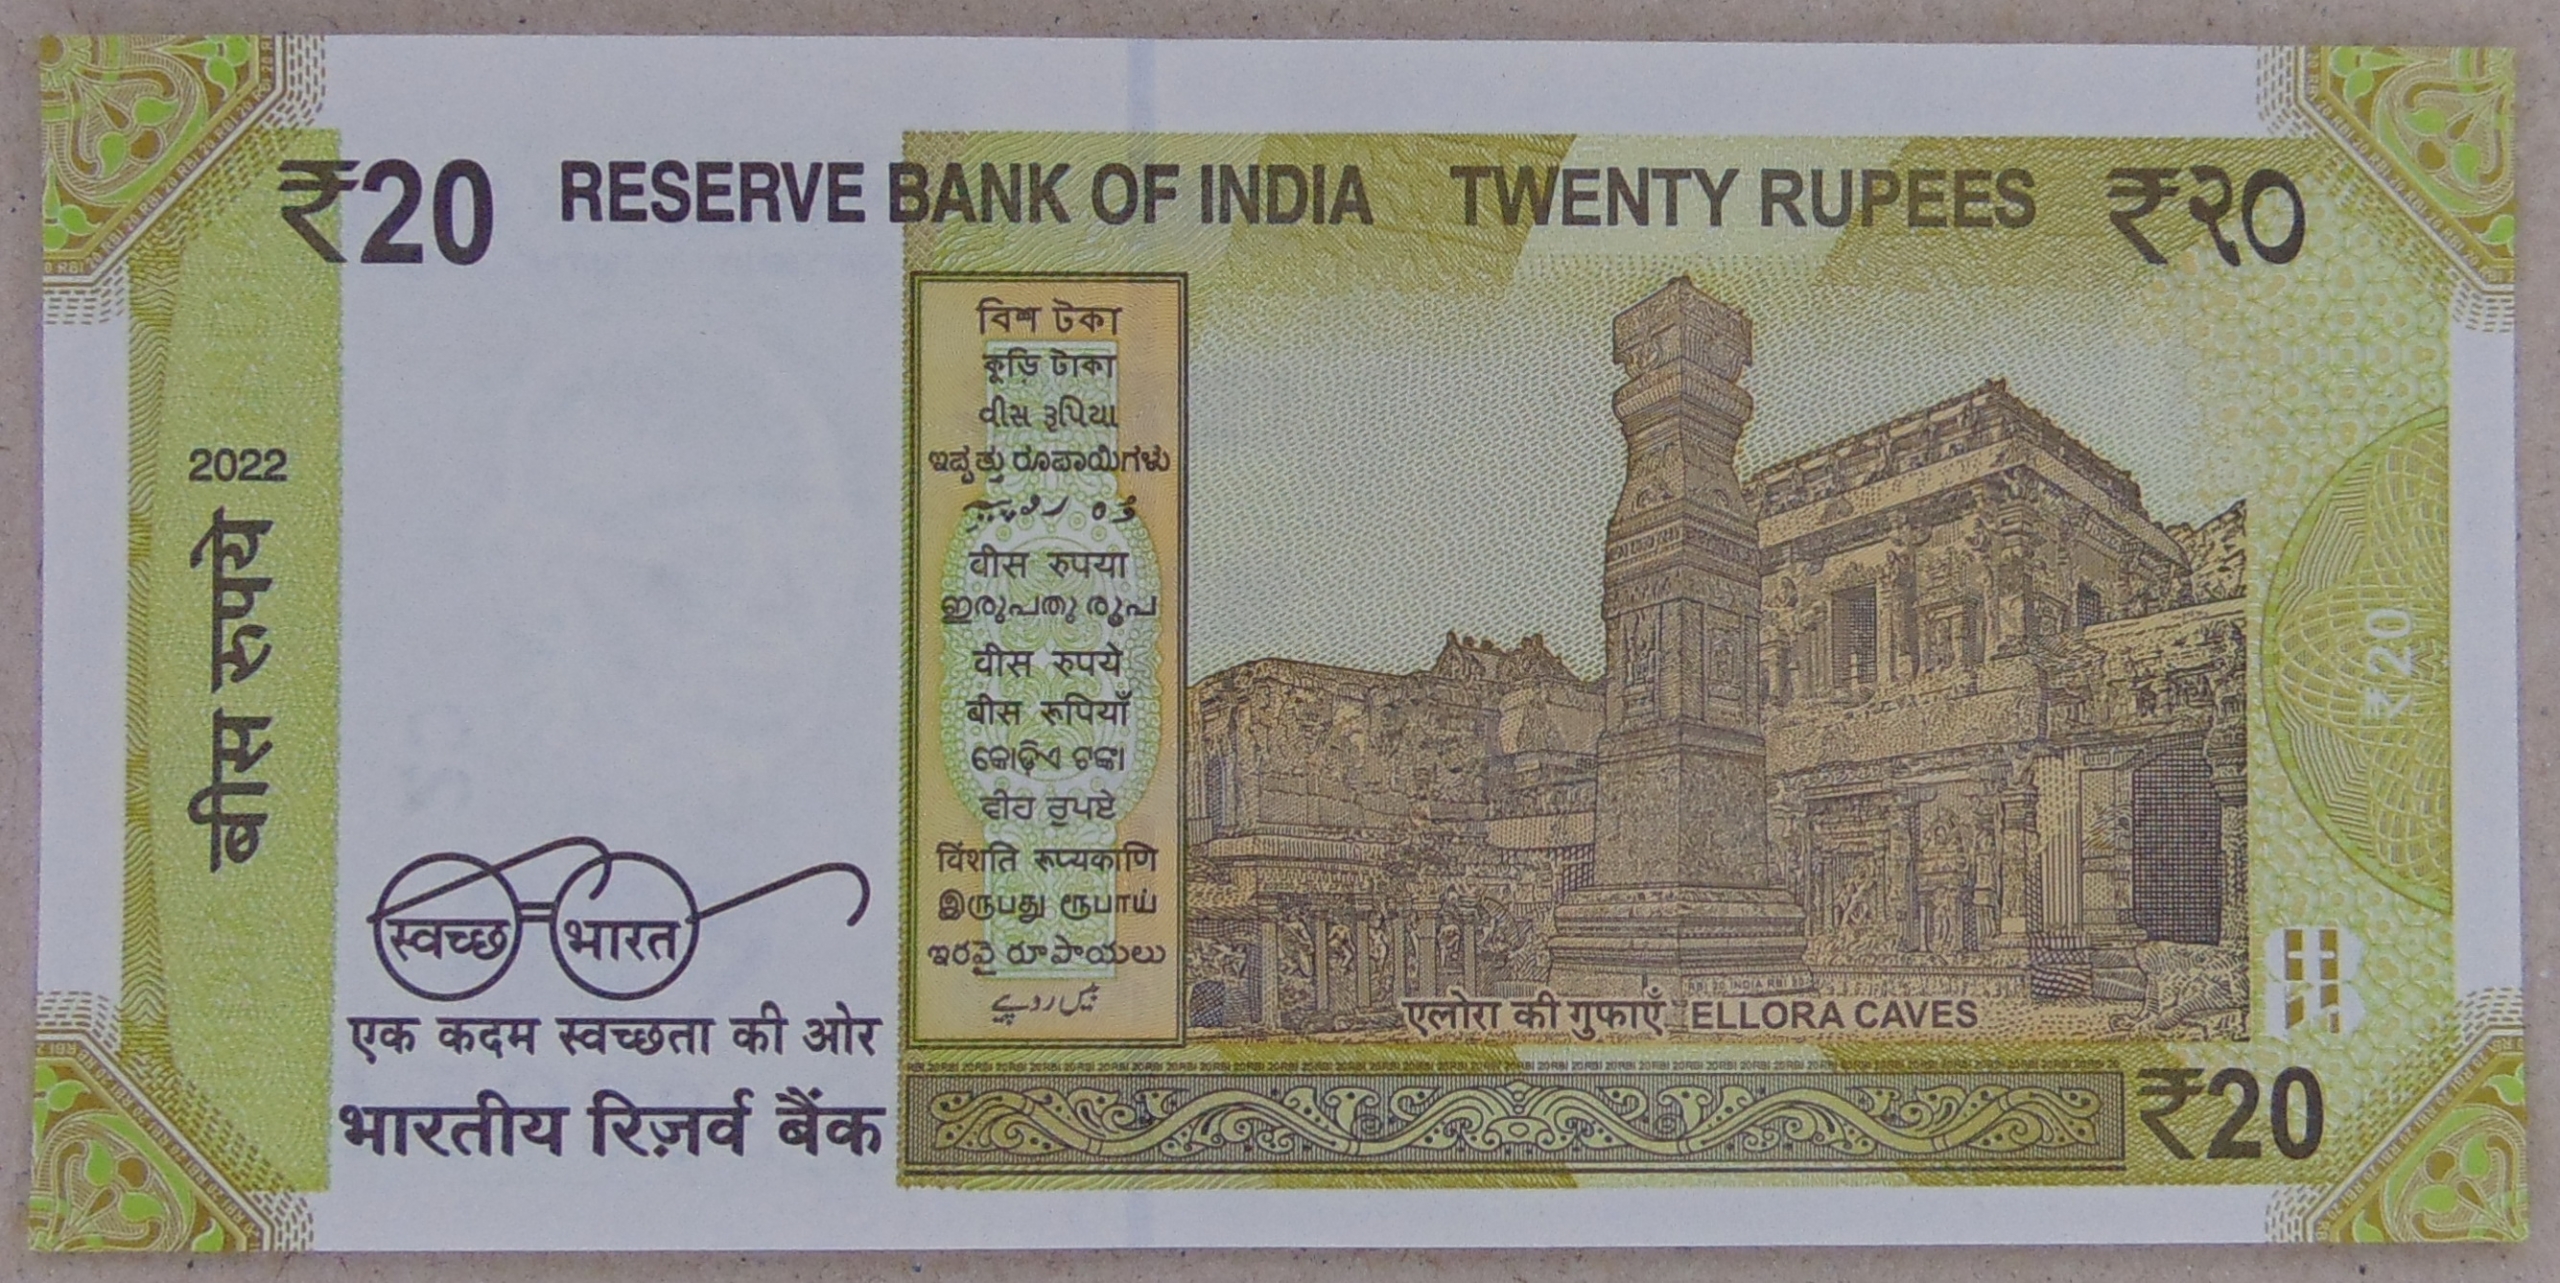 ₹20 RESERVE BANK OF INDIA TWENTY RUPEES ₹२०
2022
बीस रुपये
বিশ টকা
কুড়ি টাকা
વીસ રૂપિયા
ಇಪ್ಪತ್ತು ರೂಪಾಯಿಗಳು
वीस रुपया
ഇരുപതു രൂപ
वीस रुपये
बीस रूपियाँ
କୋଡ଼ିଏ ଟଙ୍କା
ਵੀਹ ਰੁਪਏ
विंशति रूप्यकाणि
இருபது ரூபாய்
ఇరవై రూపాయలు
بیس روپے
₹20
स्वच्छ भारत
एक कदम स्वच्छता की ओर
भारतीय रिज़र्व बैंक
एलोरा की गुफाएँ ELLORA CAVES
₹20